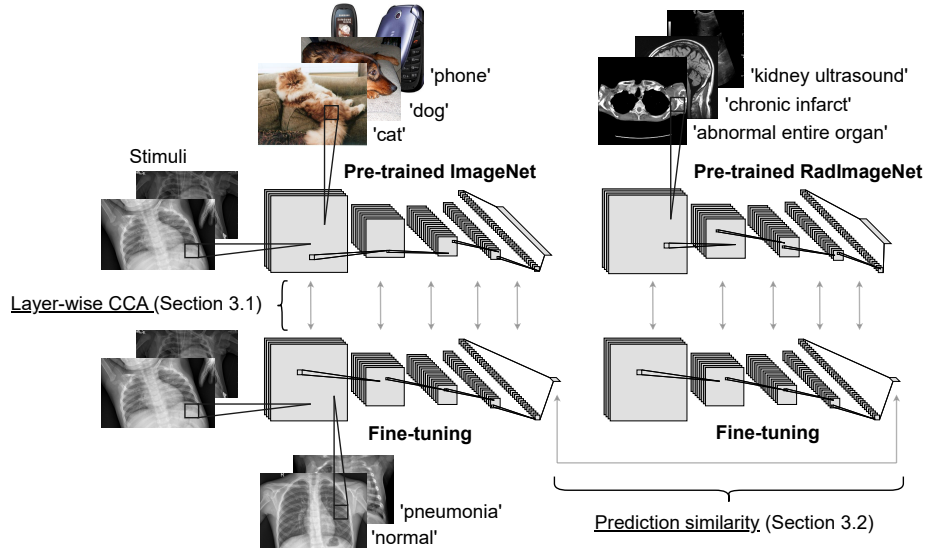 'phone'
'dog'
'cat'
'kidney ultrasound'
'chronic infarct'
'abnormal entire organ'
Stimuli
Pre-trained ImageNet
Pre-trained RadImageNet
Layer-wise CCA (Section 3.1)
Fine-tuning
Fine-tuning
'pneumonia'
'normal'
Prediction similarity (Section 3.2)